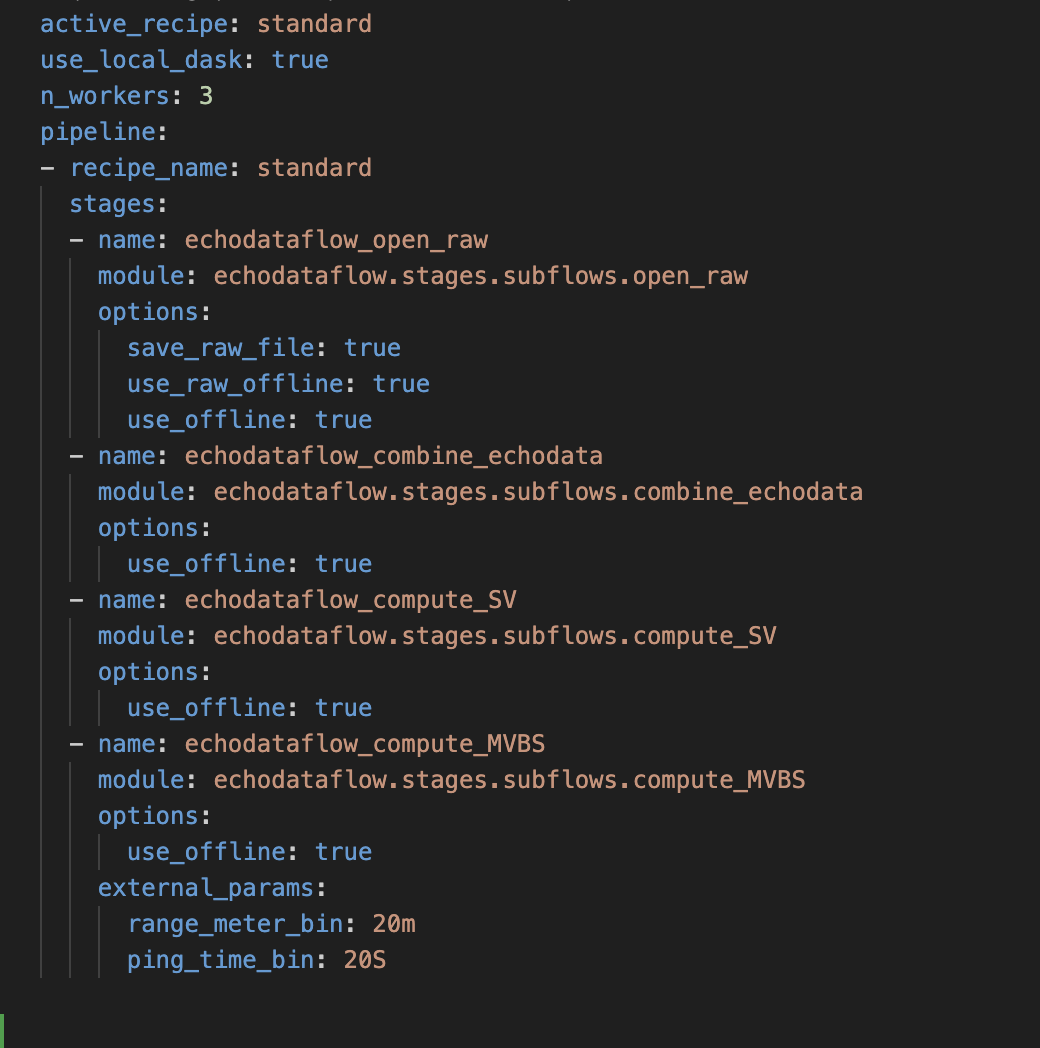 active_recipe: standard
use_local_dask: true
n_workers: 3
pipeline:
- recipe_name: standard
  stages:
  - name: echodataflow_open_raw
    module: echodataflow.stages.subflows.open_raw
    options:
      save_raw_file: true
      use_raw_offline: true
      use_offline: true
  - name: echodataflow_combine_echodata
    module: echodataflow.stages.subflows.combine_echodata
    options:
      use_offline: true
  - name: echodataflow_compute_SV
    module: echodataflow.stages.subflows.compute_SV
    options:
      use_offline: true
  - name: echodataflow_compute_MVBS
    module: echodataflow.stages.subflows.compute_MVBS
    options:
      use_offline: true
    external_params:
      range_meter_bin: 20m
      ping_time_bin: 20S